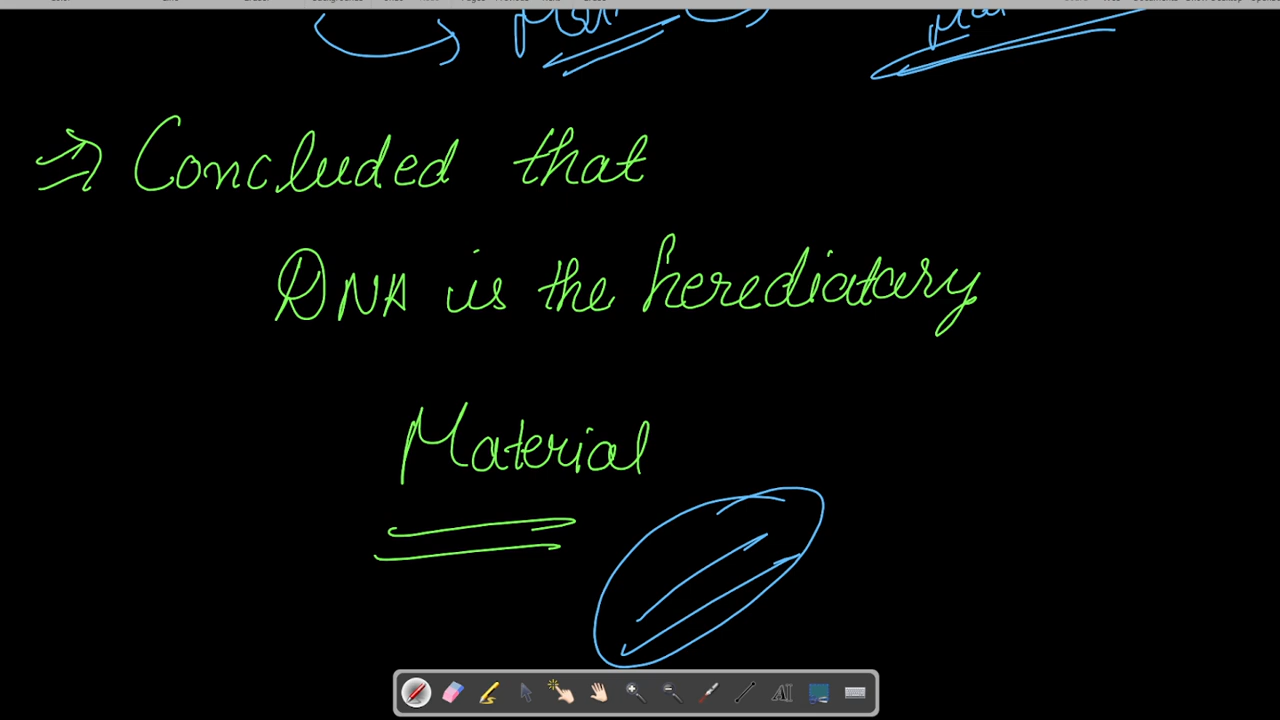 ⇒ Concluded that
DNA is the herediatary
Material